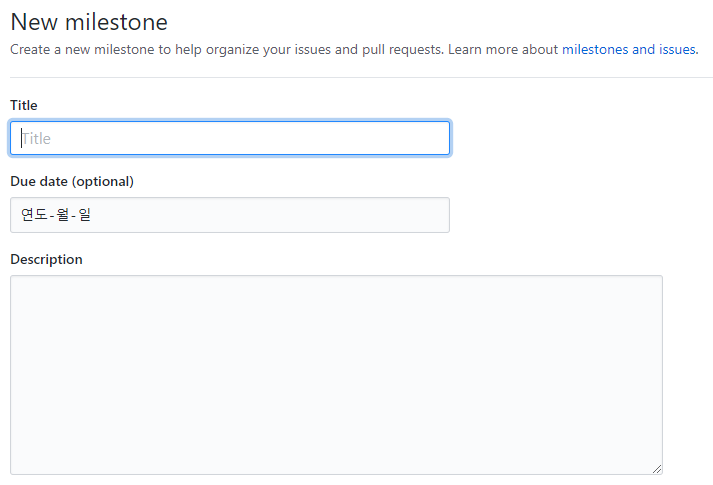 New milestone
Create a new milestone to help organize your issues and pull requests. Learn more about milestones and issues.
Title
Title
Due date (optional)
연도-월-일
Description